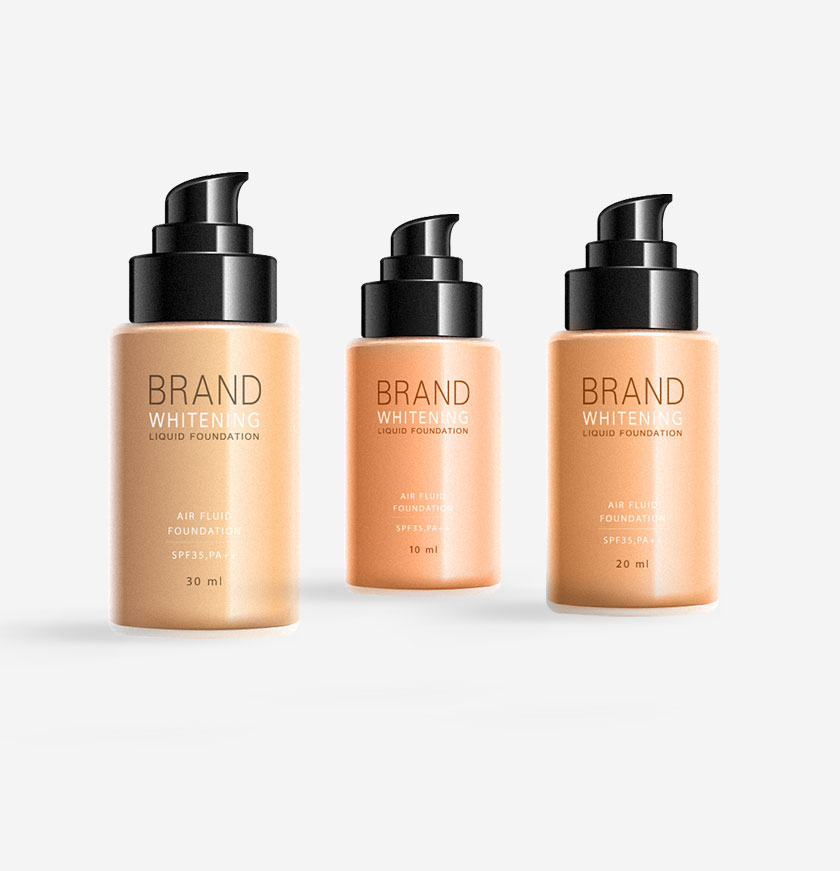 BRAND
WHITENING
LIQUID FOUNDATION
AIR FLUID
FOUNDATION
SPF35,PA++
30 ml
BRAND
WHITENING
LIQUID FOUNDATION
AIR FLUID
FOUNDATION
SPF35,PA++
10 ml
BRAND
WHITENING
LIQUID FOUNDATION
AIR FLUID
FOUNDATION
SPF35,PA++
20 ml